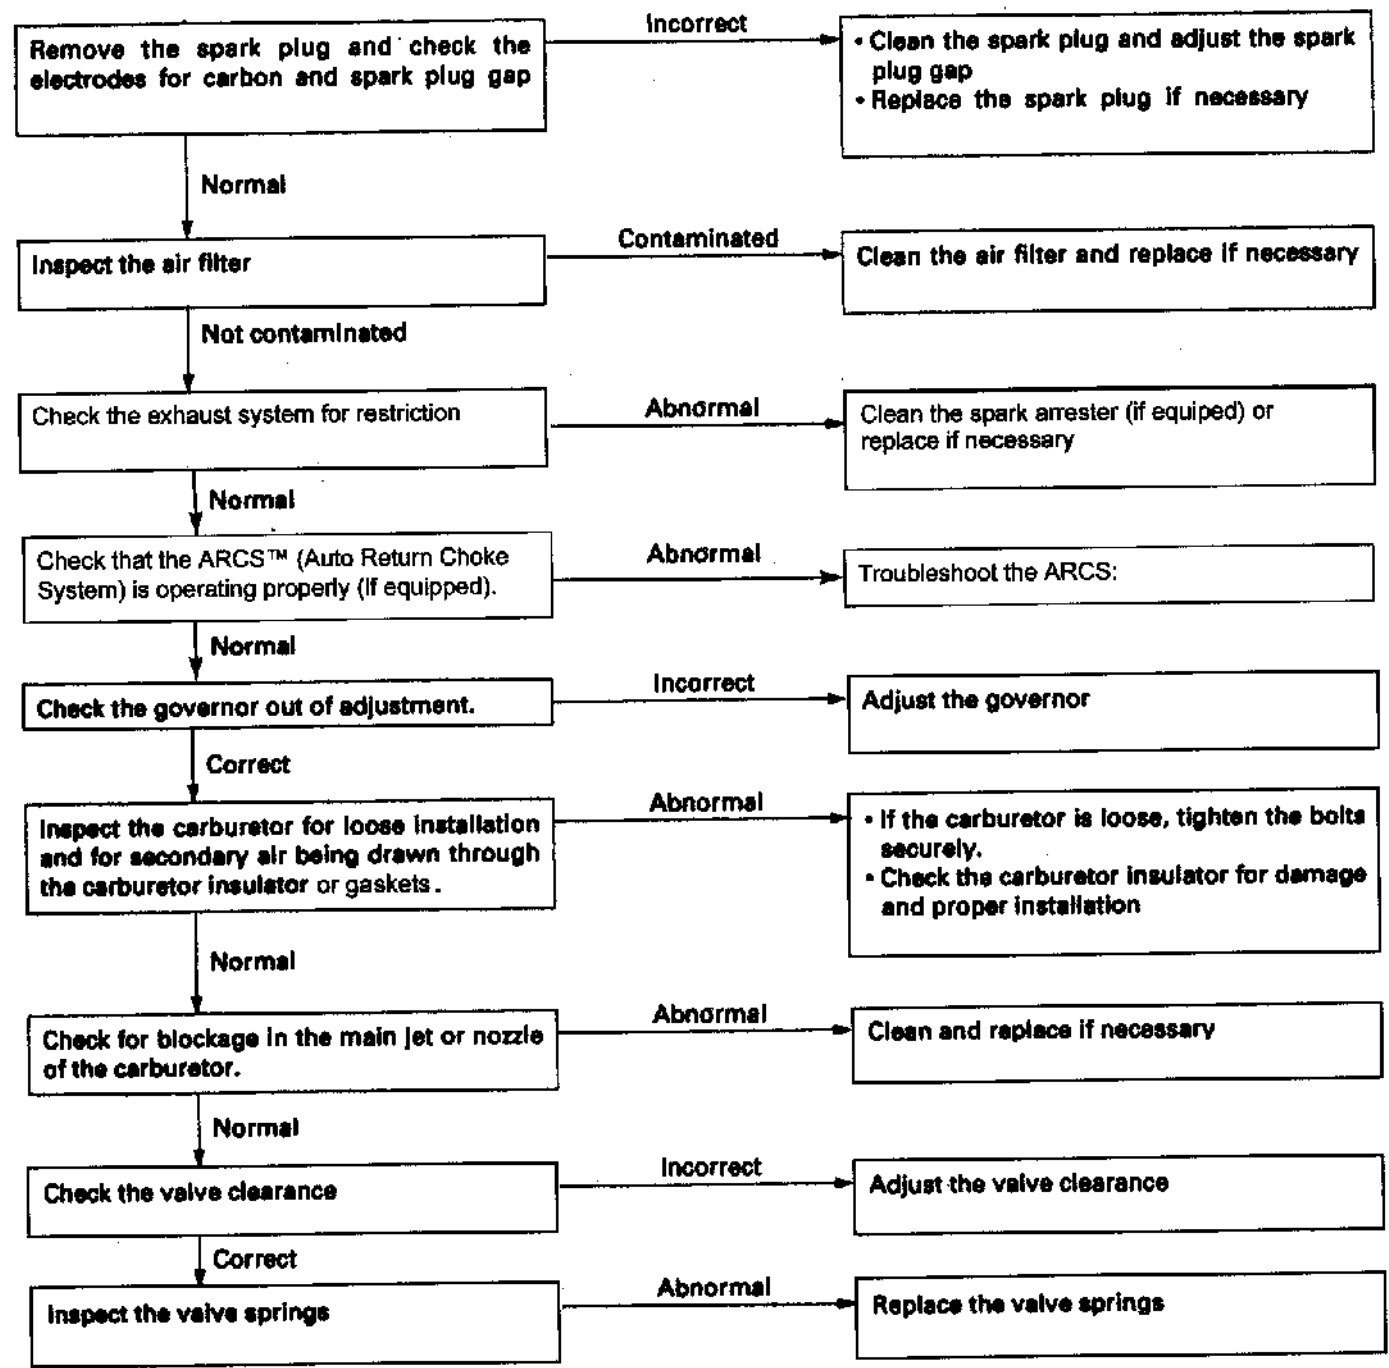 Remove the spark plug and check the
electrodes for carbon and spark plug gap
Incorrect
• Clean the spark plug and adjust the spark
plug gap
• Replace the spark plug if necessary
Normal
Inspect the air filter
Contaminated
Clean the air filter and replace if necessary
Not contaminated
Check the exhaust system for restriction
Abnormal
Clean the spark arrester (if equiped) or
replace if necessary
Normal
Check that the ARCS™ (Auto Return Choke
System) is operating properly (If equipped).
Abnormal
Troubleshoot the ARCS:
Normal
Check the governor out of adjustment.
Incorrect
Adjust the governor
Correct
Inspect the carburetor for loose installation
and for secondary air being drawn through
the carburetor insulator or gaskets.
Abnormal
• If the carburetor is loose, tighten the bolts
securely.
• Check the carburetor insulator for damage
and proper installation
Normal
Check for blockage in the main jet or nozzle
of the carburetor.
Abnormal
Clean and replace if necessary
Normal
Check the valve clearance
Incorrect
Adjust the valve clearance
Correct
Inspect the valve springs
Abnormal
Replace the valve springs